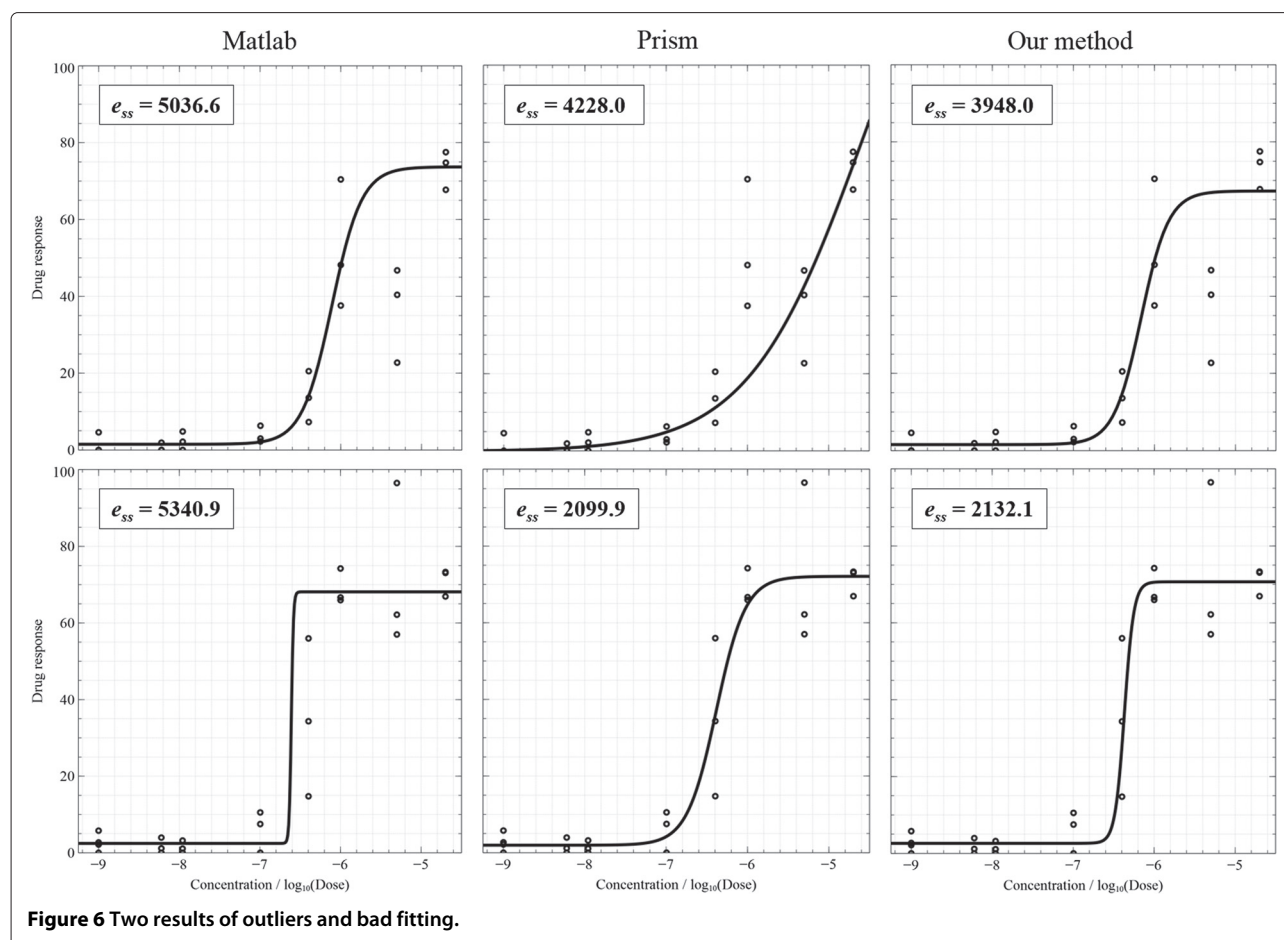 Matlab
Prism
Our method
e_ss = 5036.6
e_ss = 4228.0
e_ss = 3948.0
Drug response
100
80
60
40
20
0
e_ss = 5340.9
e_ss = 2099.9
e_ss = 2132.1
Drug response
100
80
60
40
20
0
−9 −8 −7 −6 −5
−9 −8 −7 −6 −5
−9 −8 −7 −6 −5
Concentration / log₁₀(Dose)
Concentration / log₁₀(Dose)
Concentration / log₁₀(Dose)
Figure 6 Two results of outliers and bad fitting.